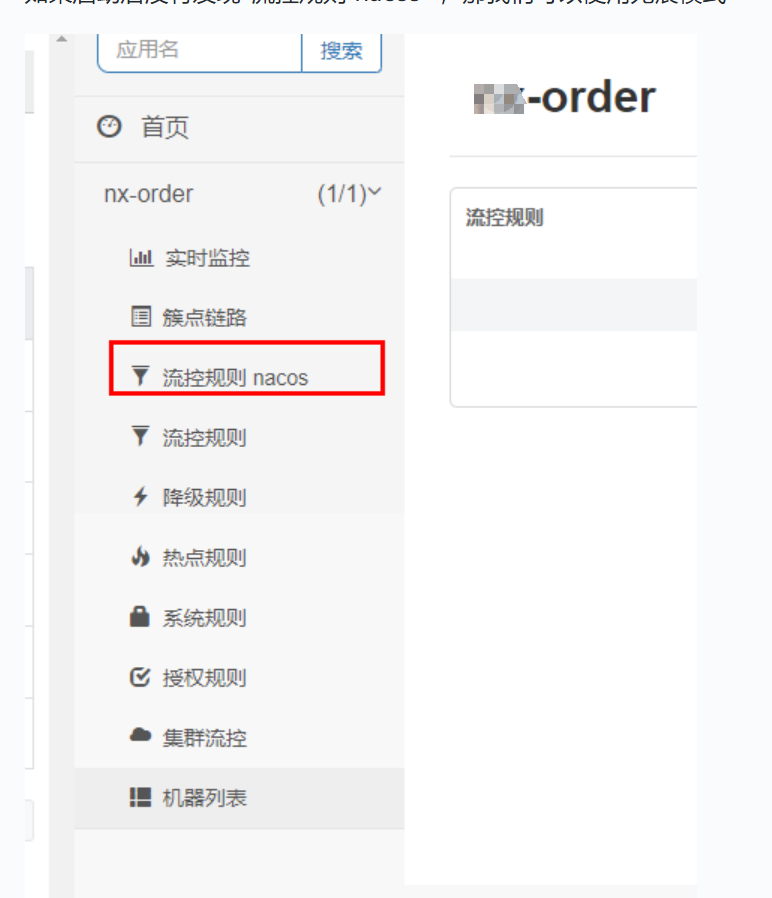 应用名 搜索
首页
nx-order (1/1)
实时监控
簇点链路
流控规则 nacos
流控规则
降级规则
热点规则
系统规则
授权规则
集群流控
机器列表
-order
流控规则